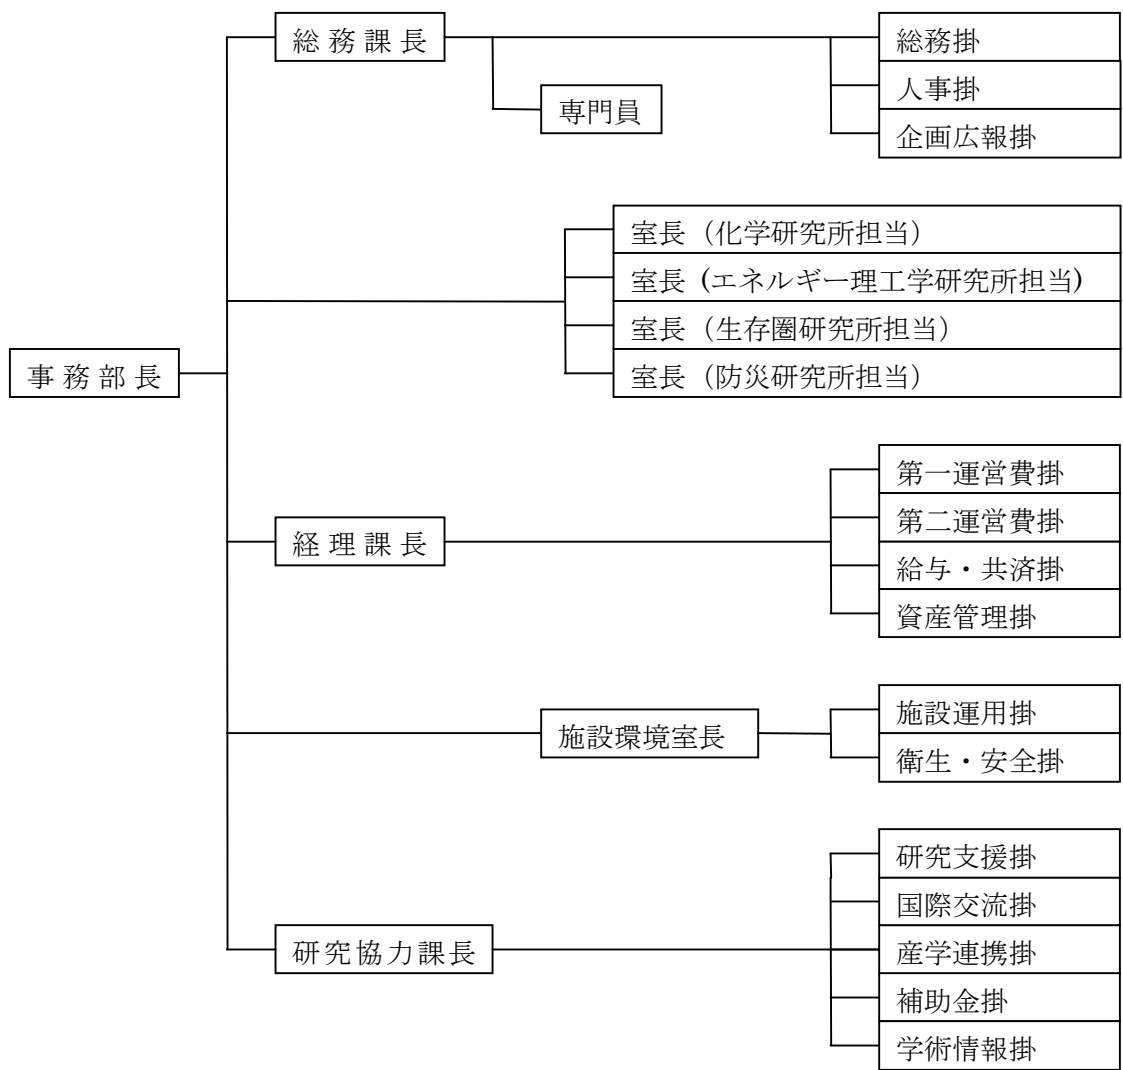 総務課長
総務掛
人事掛
専門員
企画広報掛
室長（化学研究所担当）
室長（エネルギー理工学研究所担当）
室長（生存圏研究所担当）
事務部長
室長（防災研究所担当）
第一運営費掛
第二運営費掛
経理課長
給与・共済掛
資産管理掛
施設運用掛
施設環境室長
衛生・安全掛
研究支援掛
国際交流掛
研究協力課長
産学連携掛
補助金掛
学術情報掛